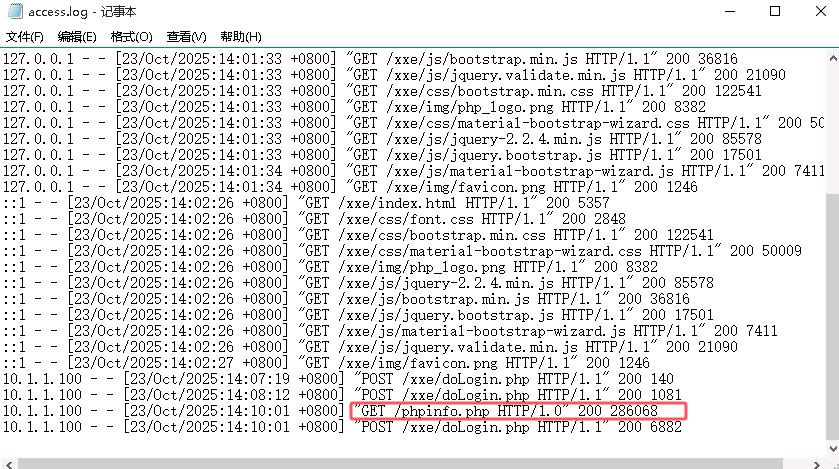 access.log - 记事本
文件(F) 编辑(E) 格式(O) 查看(V) 帮助(H)
127.0.0.1 - - [23/Oct/2025:14:01:33 +0800] "GET /xxe/js/bootstrap.min.js HTTP/1.1" 200 36816
127.0.0.1 - - [23/Oct/2025:14:01:33 +0800] "GET /xxe/js/jquery.validate.min.js HTTP/1.1" 200 21090
127.0.0.1 - - [23/Oct/2025:14:01:33 +0800] "GET /xxe/css/bootstrap.min.css HTTP/1.1" 200 122541
127.0.0.1 - - [23/Oct/2025:14:01:33 +0800] "GET /xxe/img/php_logo.png HTTP/1.1" 200 8382
127.0.0.1 - - [23/Oct/2025:14:01:33 +0800] "GET /xxe/css/material-bootstrap-wizard.css HTTP/1.1" 200 50
127.0.0.1 - - [23/Oct/2025:14:01:33 +0800] "GET /xxe/js/jquery-2.2.4.min.js HTTP/1.1" 200 85578
127.0.0.1 - - [23/Oct/2025:14:01:33 +0800] "GET /xxe/js/jquery.bootstrap.js HTTP/1.1" 200 17501
127.0.0.1 - - [23/Oct/2025:14:01:34 +0800] "GET /xxe/js/material-bootstrap-wizard.js HTTP/1.1" 200 7411
127.0.0.1 - - [23/Oct/2025:14:01:34 +0800] "GET /xxe/img/favicon.png HTTP/1.1" 200 1246
::1 - - [23/Oct/2025:14:02:26 +0800] "GET /xxe/index.html HTTP/1.1" 200 5357
::1 - - [23/Oct/2025:14:02:26 +0800] "GET /xxe/css/font.css HTTP/1.1" 200 2848
::1 - - [23/Oct/2025:14:02:26 +0800] "GET /xxe/css/bootstrap.min.css HTTP/1.1" 200 122541
::1 - - [23/Oct/2025:14:02:26 +0800] "GET /xxe/css/material-bootstrap-wizard.css HTTP/1.1" 200 50009
::1 - - [23/Oct/2025:14:02:26 +0800] "GET /xxe/img/php_logo.png HTTP/1.1" 200 8382
::1 - - [23/Oct/2025:14:02:26 +0800] "GET /xxe/js/jquery-2.2.4.min.js HTTP/1.1" 200 85578
::1 - - [23/Oct/2025:14:02:26 +0800] "GET /xxe/js/bootstrap.min.js HTTP/1.1" 200 36816
::1 - - [23/Oct/2025:14:02:26 +0800] "GET /xxe/js/jquery.bootstrap.js HTTP/1.1" 200 17501
::1 - - [23/Oct/2025:14:02:26 +0800] "GET /xxe/js/material-bootstrap-wizard.js HTTP/1.1" 200 7411
::1 - - [23/Oct/2025:14:02:26 +0800] "GET /xxe/js/jquery.validate.min.js HTTP/1.1" 200 21090
::1 - - [23/Oct/2025:14:02:27 +0800] "GET /xxe/img/favicon.png HTTP/1.1" 200 1246
10.1.1.100 - - [23/Oct/2025:14:07:19 +0800] "POST /xxe/doLogin.php HTTP/1.1" 200 140
10.1.1.100 - - [23/Oct/2025:14:08:12 +0800] "POST /xxe/doLogin.php HTTP/1.1" 200 1081
10.1.1.100 - - [23/Oct/2025:14:10:01 +0800] "GET /phpinfo.php HTTP/1.0" 200 286068
10.1.1.100 - - [23/Oct/2025:14:10:01 +0800] "POST /xxe/doLogin.php HTTP/1.1" 200 6882